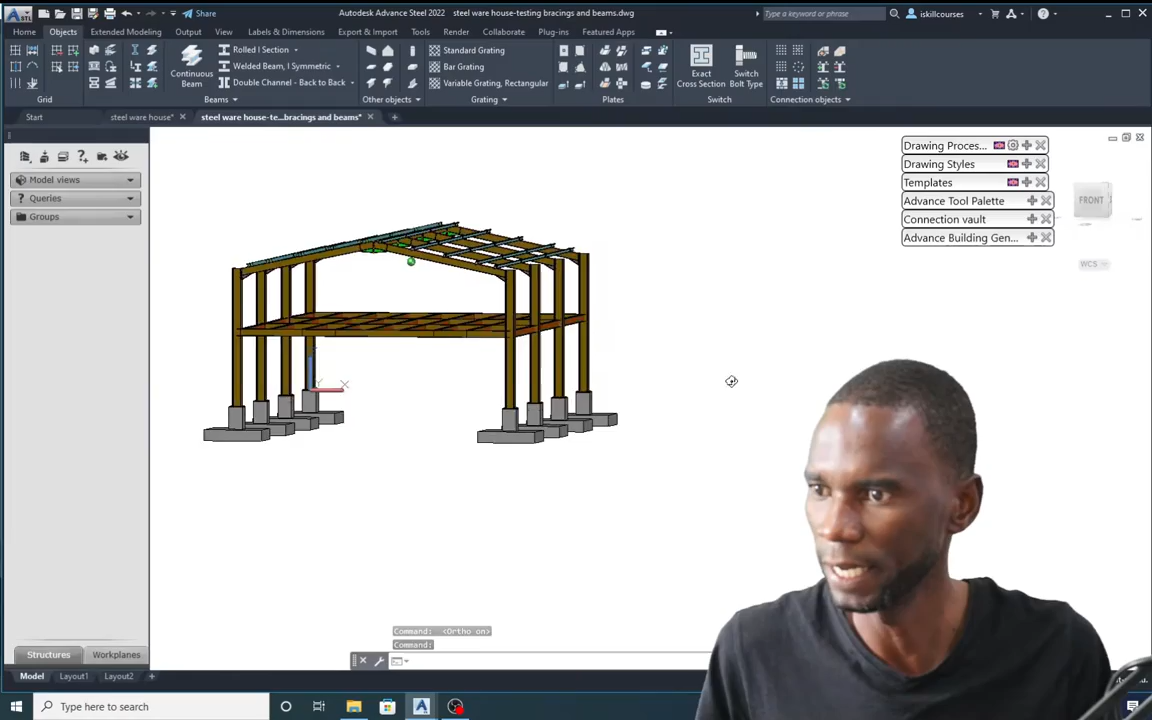 Share
Autodesk Advance Steel 2022 steel ware house-testing bracings and beams.dwg
Type a keyword or phrase
iskillcourses
Home Objects Extended Modeling Output View Labels & Dimensions Export & Import Tools Render Collaborate Plug-ins Featured Apps
Rolled I Section
Welded Beam, I Symmetric
Double Channel - Back to Back
Continuous Beam
Standard Grating
Bar Grating
Variable Grating, Rectangular
Exact Cross Section
Switch Bolt Type
Grid Beams Other objects Grating Plates Switch Connection objects
Start steel ware house* steel ware house-te...bracings and beams*
Model views
Queries
Groups
Drawing Proces...
Drawing Styles
Templates
Advance Tool Palette
Connection vault
Advance Building Gen...
FRONT
WCS
X
Command: <Ortho on>
Command:
Structures Workplanes
Model Layout1 Layout2
Type here to search